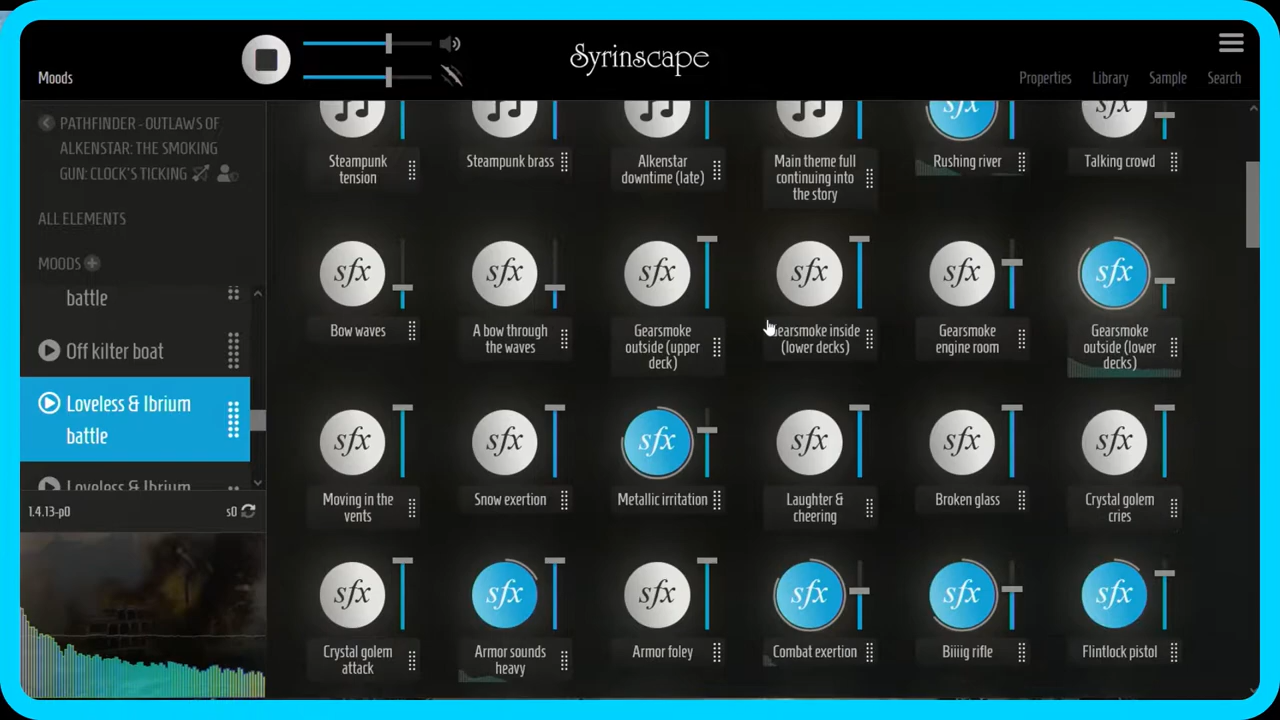 Syrinscape
Moods
Properties
Library
Sample
Search
PATHFINDER - OUTLAWS OF
ALKENSTAR: THE SMOKING
GUN: CLOCK'S TICKING
ALL ELEMENTS
MOODS
battle
Off kilter boat
Loveless & Ibrium
battle
Loveless & Ibrium
1.4.13-p0
s0
Steampunk
tension
Steampunk brass
Alkenstar
downtime (late)
Main theme full
continuing into
the story
sfx
Rushing river
sfx
Talking crowd
sfx
Bow waves
sfx
A bow through
the waves
sfx
Gearsmoke
outside (upper
deck)
sfx
Gearsmoke inside
(lower decks)
sfx
Gearsmoke
engine room
sfx
Gearsmoke
outside (lower
decks)
sfx
Moving in the
vents
sfx
Snow exertion
sfx
Metallic irritation
sfx
Laughter &
cheering
sfx
Broken glass
sfx
Crystal golem
cries
sfx
Crystal golem
attack
sfx
Armor sounds
heavy
sfx
Armor foley
sfx
Combat exertion
sfx
Biiiig rifle
sfx
Flintlock pistol